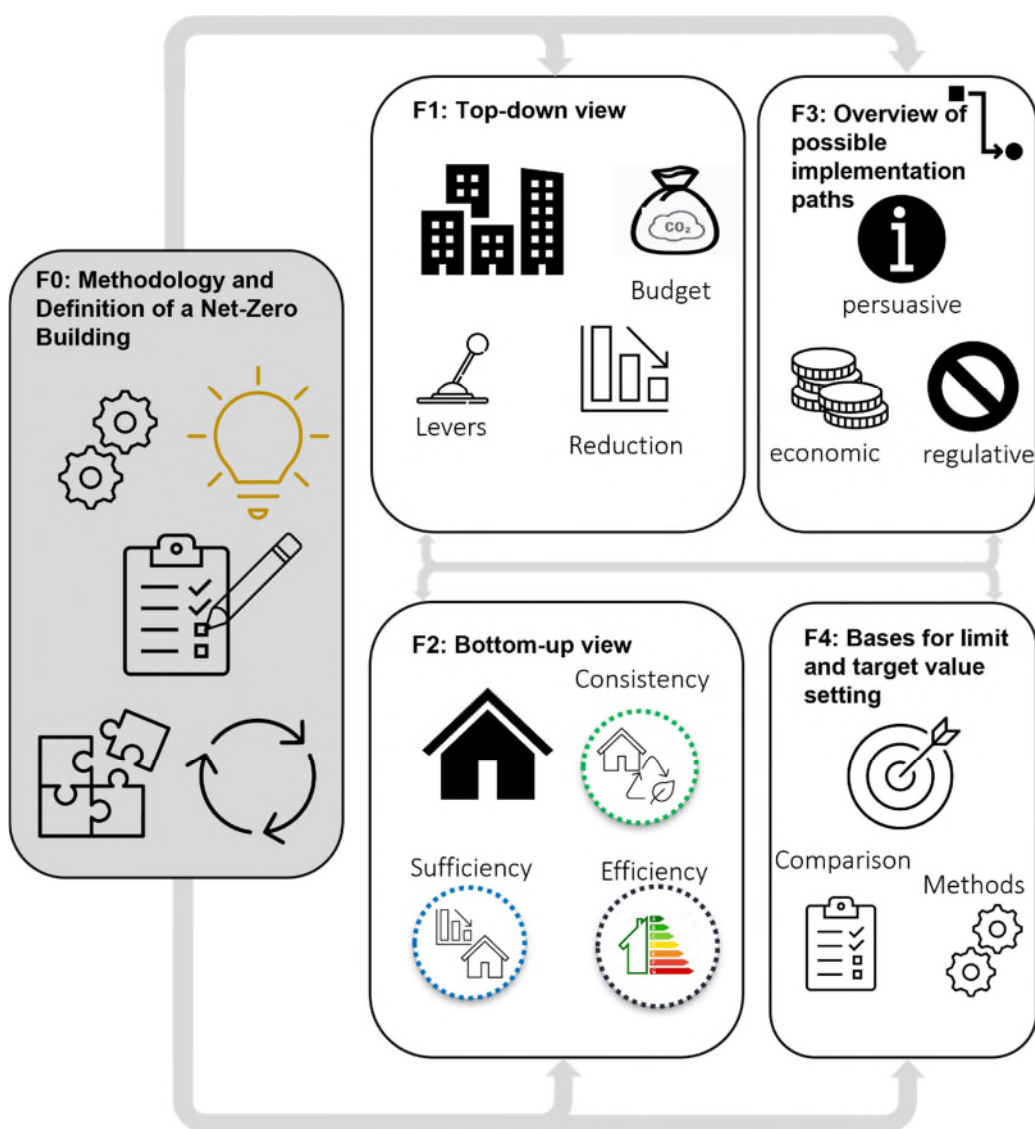 F0: Methodology and
Definition of a Net-Zero
Building
F1: Top-down view
CO₂
Budget
Levers
Reduction
F3: Overview of
possible
implementation
paths
persuasive
economic
regulative
F2: Bottom-up view
Consistency
Sufficiency
Efficiency
F4: Bases for limit
and target value
setting
Comparison
Methods